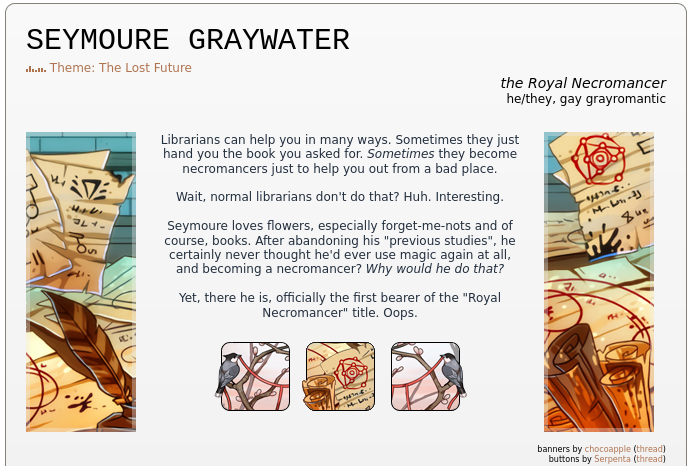 SEYMOURE GRAYWATER
Theme: The Lost Future
the Royal Necromancer
he/they, gay grayromantic
Librarians can help you in many ways. Sometimes they just
hand you the book you asked for. Sometimes they become
necromancers just to help you out from a bad place.
Wait, normal librarians don't do that? Huh. Interesting.
Seymoure loves flowers, especially forget-me-nots and of
course, books. After abandoning his "previous studies", he
certainly never thought he'd ever use magic again at all,
and becoming a necromancer? Why would he do that?
Yet, there he is, officially the first bearer of the "Royal
Necromancer" title. Oops.
banners by chocoapple (thread)
buttons by Serpenta (thread)